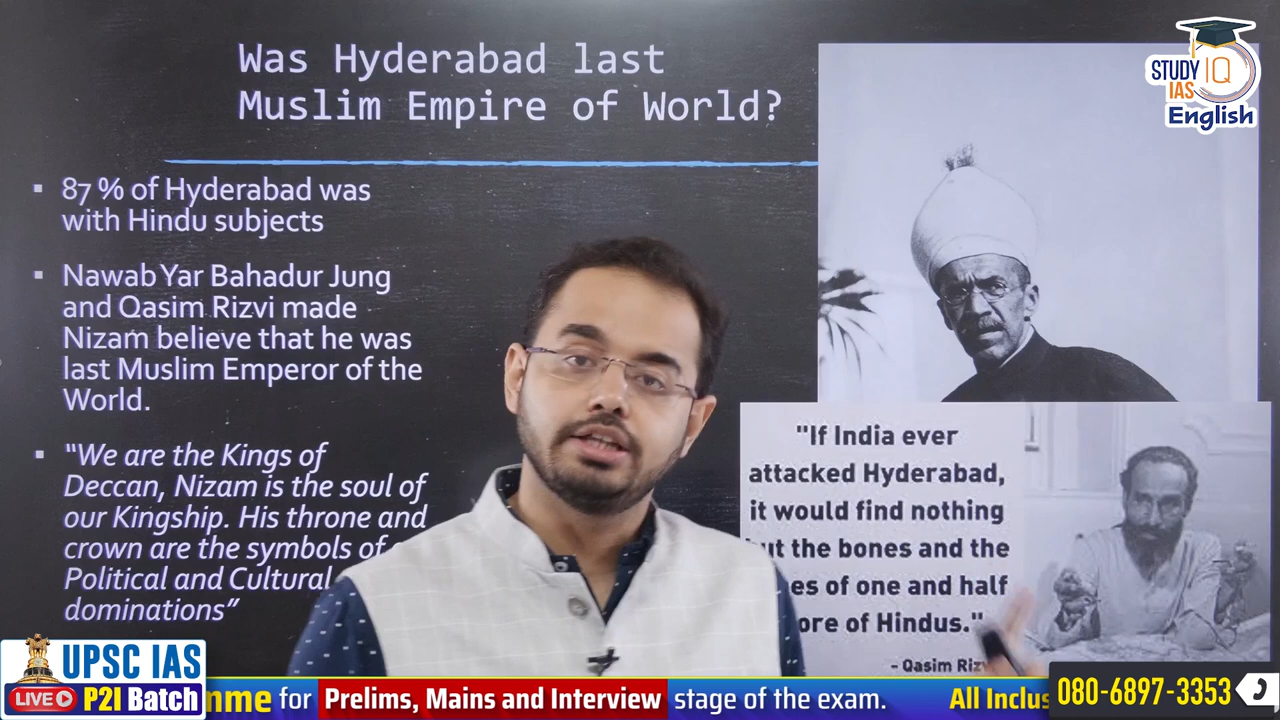 Was Hyderabad last
Muslim Empire of World?
STUDY IQ
IAS
English
87 % of Hyderabad was
with Hindu subjects
Nawab Yar Bahadur Jung
and Qasim Rizvi made
Nizam believe that he was
last Muslim Emperor of the
World.
“We are the Kings of
Deccan, Nizam is the soul of
our Kingship. His throne and
crown are the symbols of
Political and Cultural
dominations”
"If India ever
attacked Hyderabad,
it would find nothing
but the bones and the
of one and half
of Hindus."
- Qasim
UPSC IAS
LIVE P2I Batch
for Prelims, Mains and Interview stage of the exam.
All
080-6897-3353